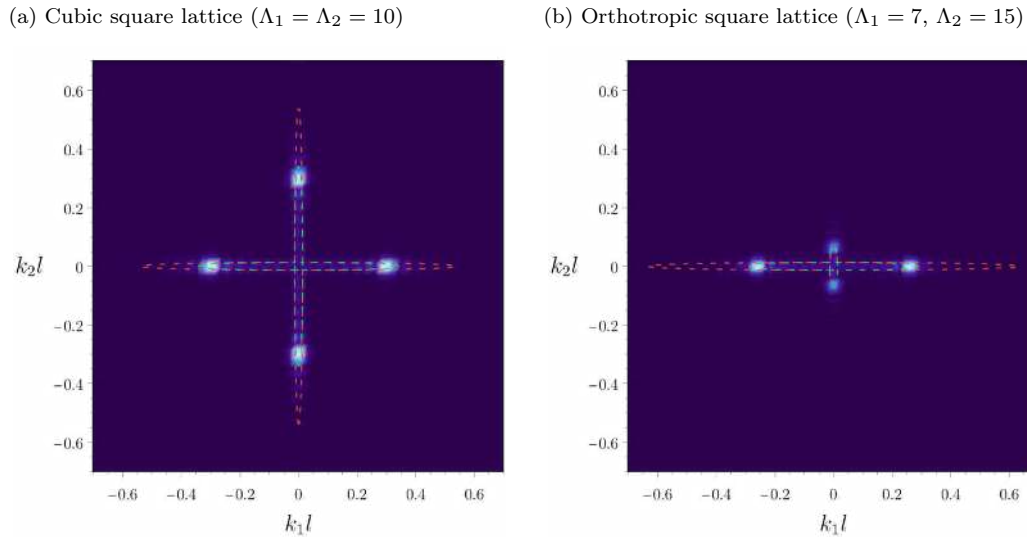 (a) Cubic square lattice (Λ₁ = Λ₂ = 10)
0.6
0.4
0.2
0
−0.2
−0.4
−0.6
k₂l
−0.6 −0.4 −0.2 0 0.2 0.4 0.6
k₁l
(b) Orthotropic square lattice (Λ₁ = 7, Λ₂ = 15)
0.6
0.4
0.2
0
−0.2
−0.4
−0.6
k₂l
−0.6 −0.4 −0.2 0 0.2 0.4 0.6
k₁l